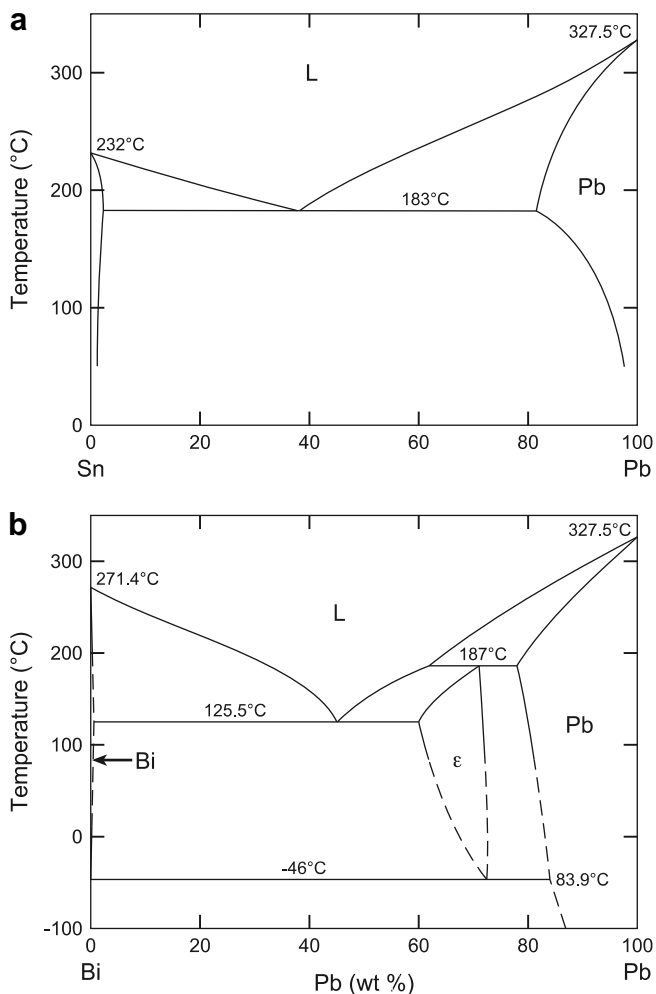 a
327.5°C
300
L
232°C
200
183°C
Pb
Temperature (°C)
100
0
0 20 40 60 80 100
Sn Pb
b
327.5°C
300
271.4°C
L
200
187°C
125.5°C
Pb
Temperature (°C)
100
ε
Bi
0
-46°C
83.9°C
-100
0 20 40 60 80 100
Bi Pb (wt %) Pb